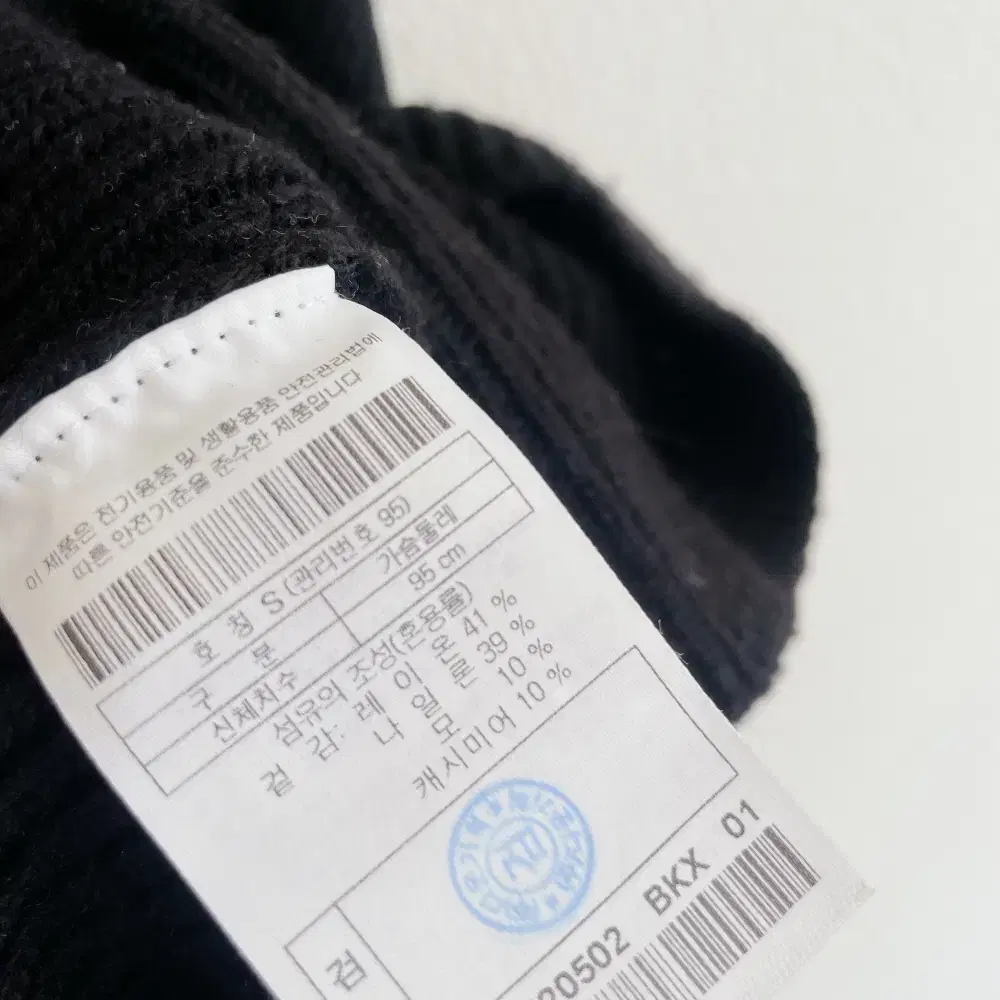 이 제품은 전기용품 및 생활용품 안전관리법에
따른 안전기준을 준수한 제품입니다
호 칭 S (관리번호 95)
구 분 가슴둘레
신체치수 95 cm
섬유의 조성(혼용률)
겉 감: 레 이 온 41 %
나 일 론 39 %
모 10 %
캐시미어 10 %
검
20502 BKX 01